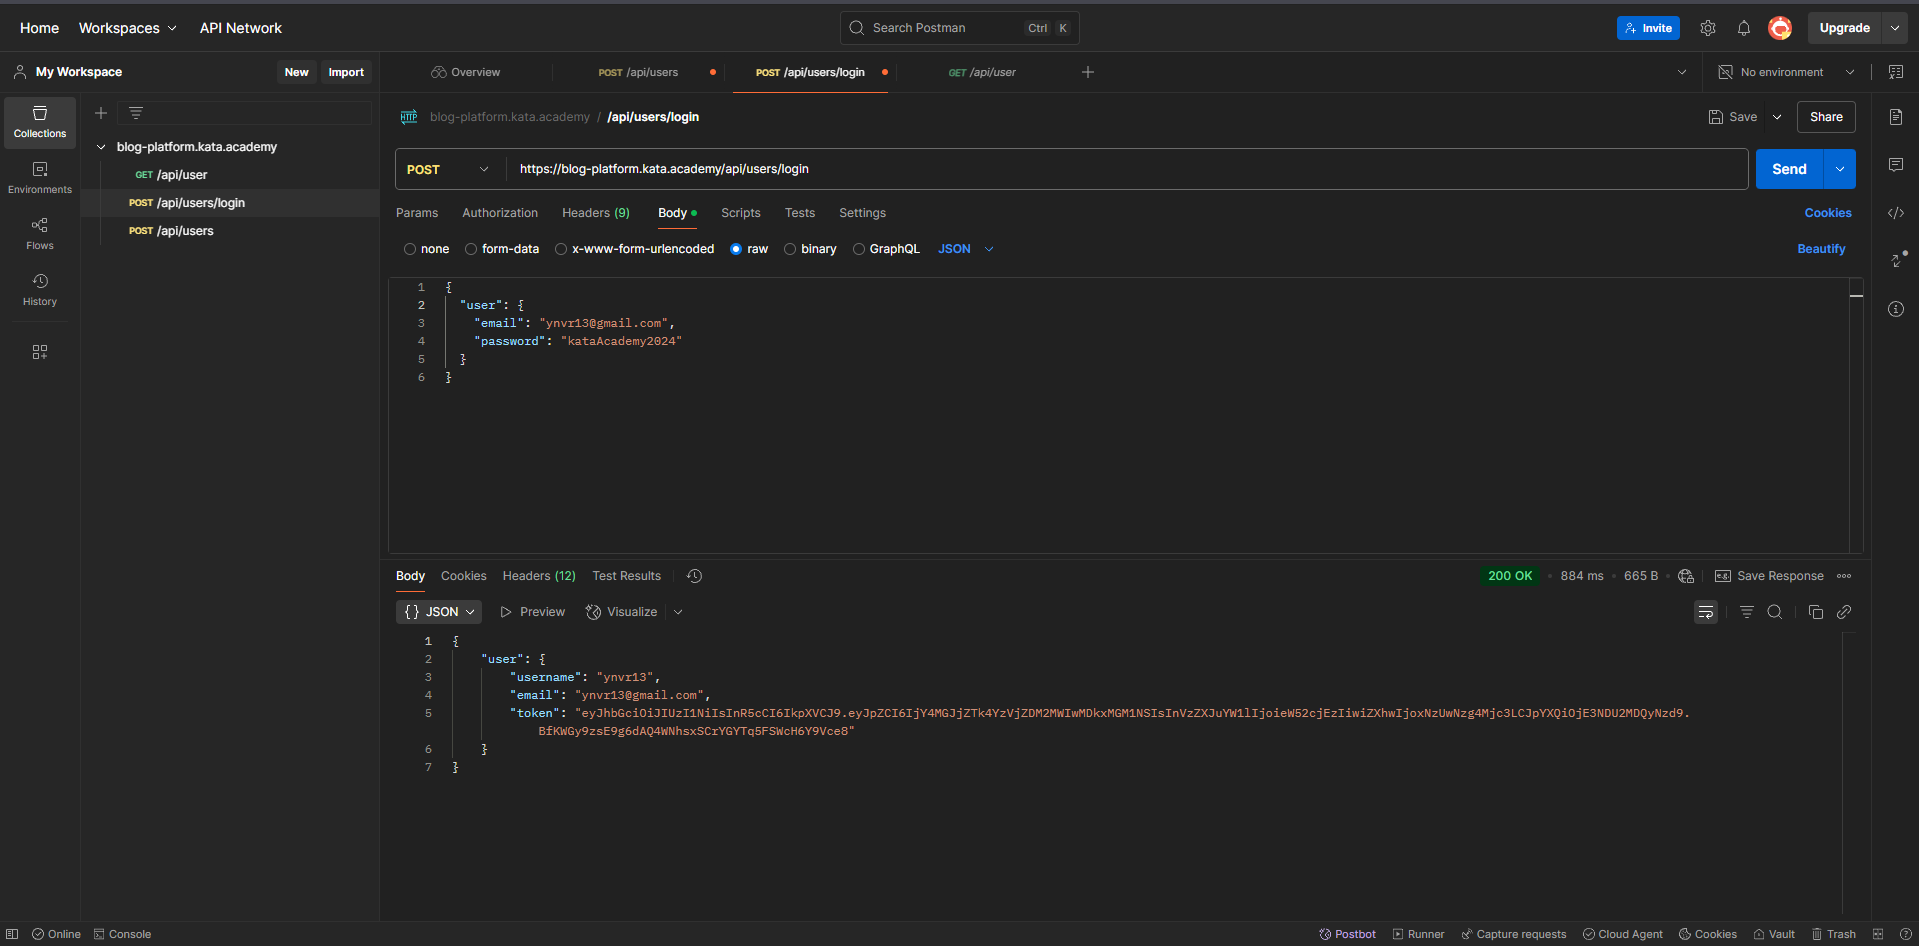 Home Workspaces API Network Search Postman Ctrl K Invite Upgrade
My Workspace New Import Overview POST /api/users POST /api/users/login GET /api/user No environment
Collections
Environments
Flows
History
blog-platform.kata.academy
GET /api/user
POST /api/users/login
POST /api/users
HTTP blog-platform.kata.academy / /api/users/login Save Share
POST https://blog-platform.kata.academy/api/users/login Send
Params Authorization Headers (9) Body Scripts Tests Settings Cookies
none form-data x-www-form-urlencoded raw binary GraphQL JSON Beautify
1 {
2 "user": {
3 "email": "ynvr13@gmail.com",
4 "password": "kataAcademy2024"
5 }
6 }
Body Cookies Headers (12) Test Results 200 OK 884 ms 665 B e.g. Save Response
{} JSON Preview Visualize
1 {
2 "user": {
3 "username": "ynvr13",
4 "email": "ynvr13@gmail.com",
5 "token": "eyJhbGciOiJIUzI1NiIsInR5cCI6IkpXVCJ9.eyJpZCI6IjY4MGJjZTk4YzVjZDM2MWIwMDkxMGM1NSIsInVzZXJuYW1lIjoieW52cjEzIiwiZXhwIjoxNzUwNzg4Mjc3LCJpYXQiOjE3NDU2MDQyNzd9.
BfKWGy9zsE9g6dAQ4WNhsxSCrYGYTq5FSWcH6Y9Vce8"
6 }
7 }
Online Console Postbot Runner Capture requests Cloud Agent Cookies Vault Trash